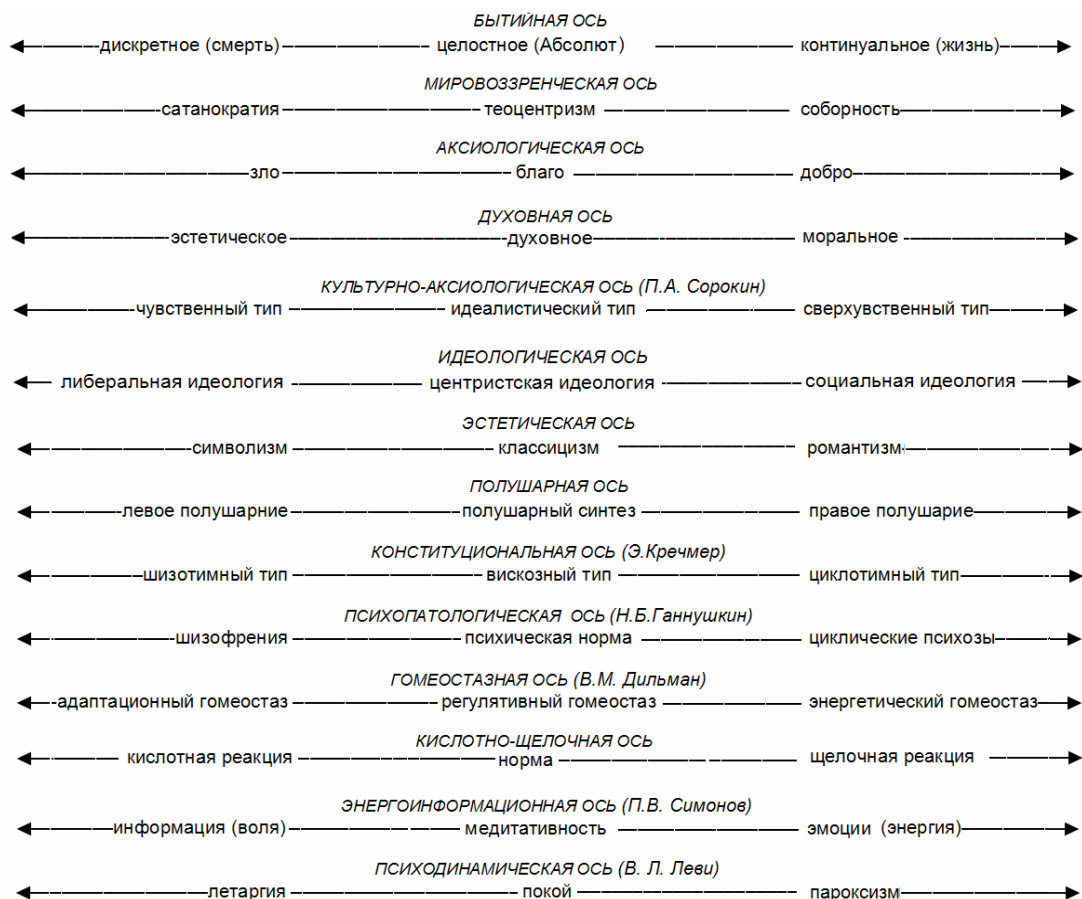 БЫТИЙНАЯ ОСЬ
дискретное (смерть) целостное (Абсолют) континуальное (жизнь)
МИРОВОЗЗРЕНЧЕСКАЯ ОСЬ
сатанократия теоцентризм соборность
АКСИОЛОГИЧЕСКАЯ ОСЬ
зло благо добро
ДУХОВНАЯ ОСЬ
эстетическое духовное моральное
КУЛЬТУРНО-АКСИОЛОГИЧЕСКАЯ ОСЬ (П.А. Сорокин)
чувственный тип идеалистический тип сверхувственный тип
ИДЕОЛОГИЧЕСКАЯ ОСЬ
либеральная идеология центристская идеология социальная идеология
ЭСТЕТИЧЕСКАЯ ОСЬ
символизм классицизм романтизм
ПОЛУШАРНАЯ ОСЬ
левое полушарние полушарный синтез правое полушарие
КОНСТИТУЦИОНАЛЬНАЯ ОСЬ (Э.Кречмер)
шизотимный тип вискозный тип циклотимный тип
ПСИХОПАТОЛОГИЧЕСКАЯ ОСЬ (Н.Б.Ганнушкин)
шизофрения психическая норма циклические психозы
ГОМЕОСТАЗНАЯ ОСЬ (В.М. Дильман)
адаптационный гомеостаз регулятивный гомеостаз энергетический гомеостаз
КИСЛОТНО-ЩЕЛОЧНАЯ ОСЬ
кислотная реакция норма щелочная реакция
ЭНЕРГОИНФОРМАЦИОННАЯ ОСЬ (П.В. Симонов)
информация (воля) медитативность эмоции (энергия)
ПСИХОДИНАМИЧЕСКАЯ ОСЬ (В. Л. Леви)
летаргия покой пароксизм